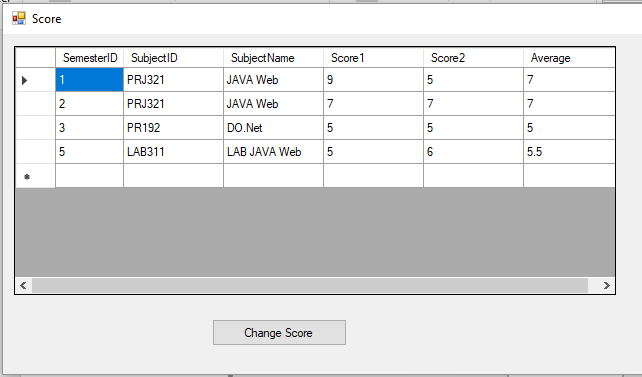 Score
SemesterID SubjectID SubjectName Score1 Score2 Average
1 PRJ321 JAVA Web 9 5 7
2 PRJ321 JAVA Web 7 7 7
3 PR192 DO.Net 5 5 5
5 LAB311 LAB JAVA Web 5 6 5.5
Change Score